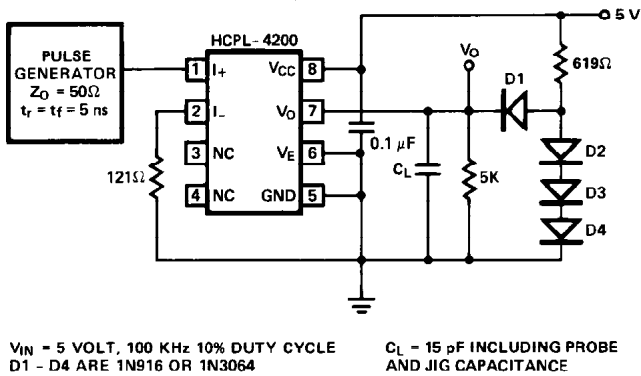 HCPL-4200
PULSE
GENERATOR
Z₀ = 50Ω
tᵣ = t_f = 5 ns
1 I+
2 I-
3 NC
4 NC
VCC 8
VO 7
VE 6
GND 5
121Ω
0.1 μF
CL
VO
5K
D1
5 V
619Ω
D2
D3
D4
VIN = 5 VOLT, 100 KHz 10% DUTY CYCLE
D1 - D4 ARE 1N916 OR 1N3064
CL = 15 pF INCLUDING PROBE
AND JIG CAPACITANCE